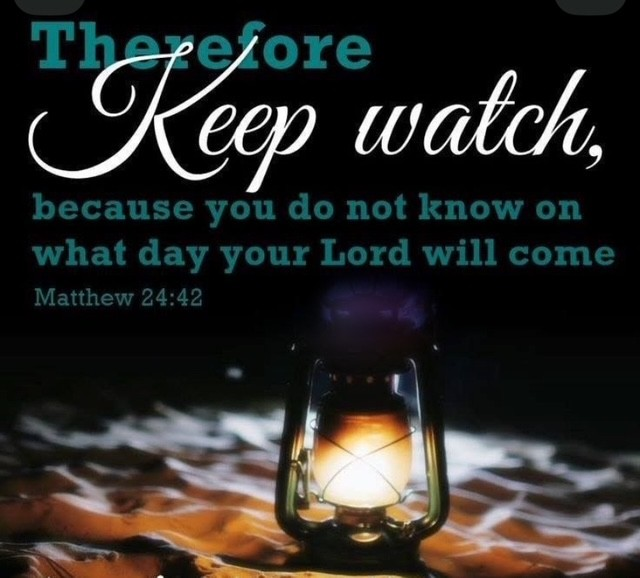 Therefore
Keep watch,
because you do not know on
what day your Lord will come
Matthew 24:42